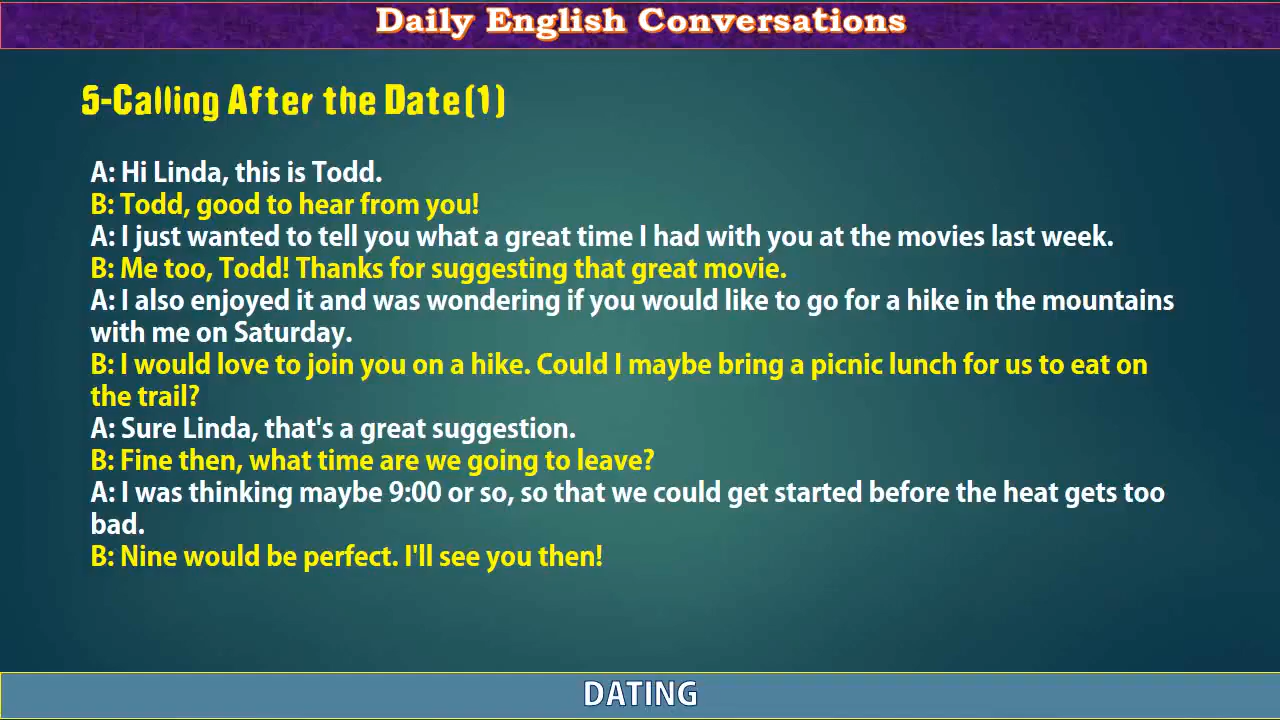 Daily English Conversations
5-Calling After the Date(1)
A: Hi Linda, this is Todd.
B: Todd, good to hear from you!
A: I just wanted to tell you what a great time I had with you at the movies last week.
B: Me too, Todd! Thanks for suggesting that great movie.
A: I also enjoyed it and was wondering if you would like to go for a hike in the mountains
with me on Saturday.
B: I would love to join you on a hike. Could I maybe bring a picnic lunch for us to eat on
the trail?
A: Sure Linda, that's a great suggestion.
B: Fine then, what time are we going to leave?
A: I was thinking maybe 9:00 or so, so that we could get started before the heat gets too
bad.
B: Nine would be perfect. I'll see you then!
DATING